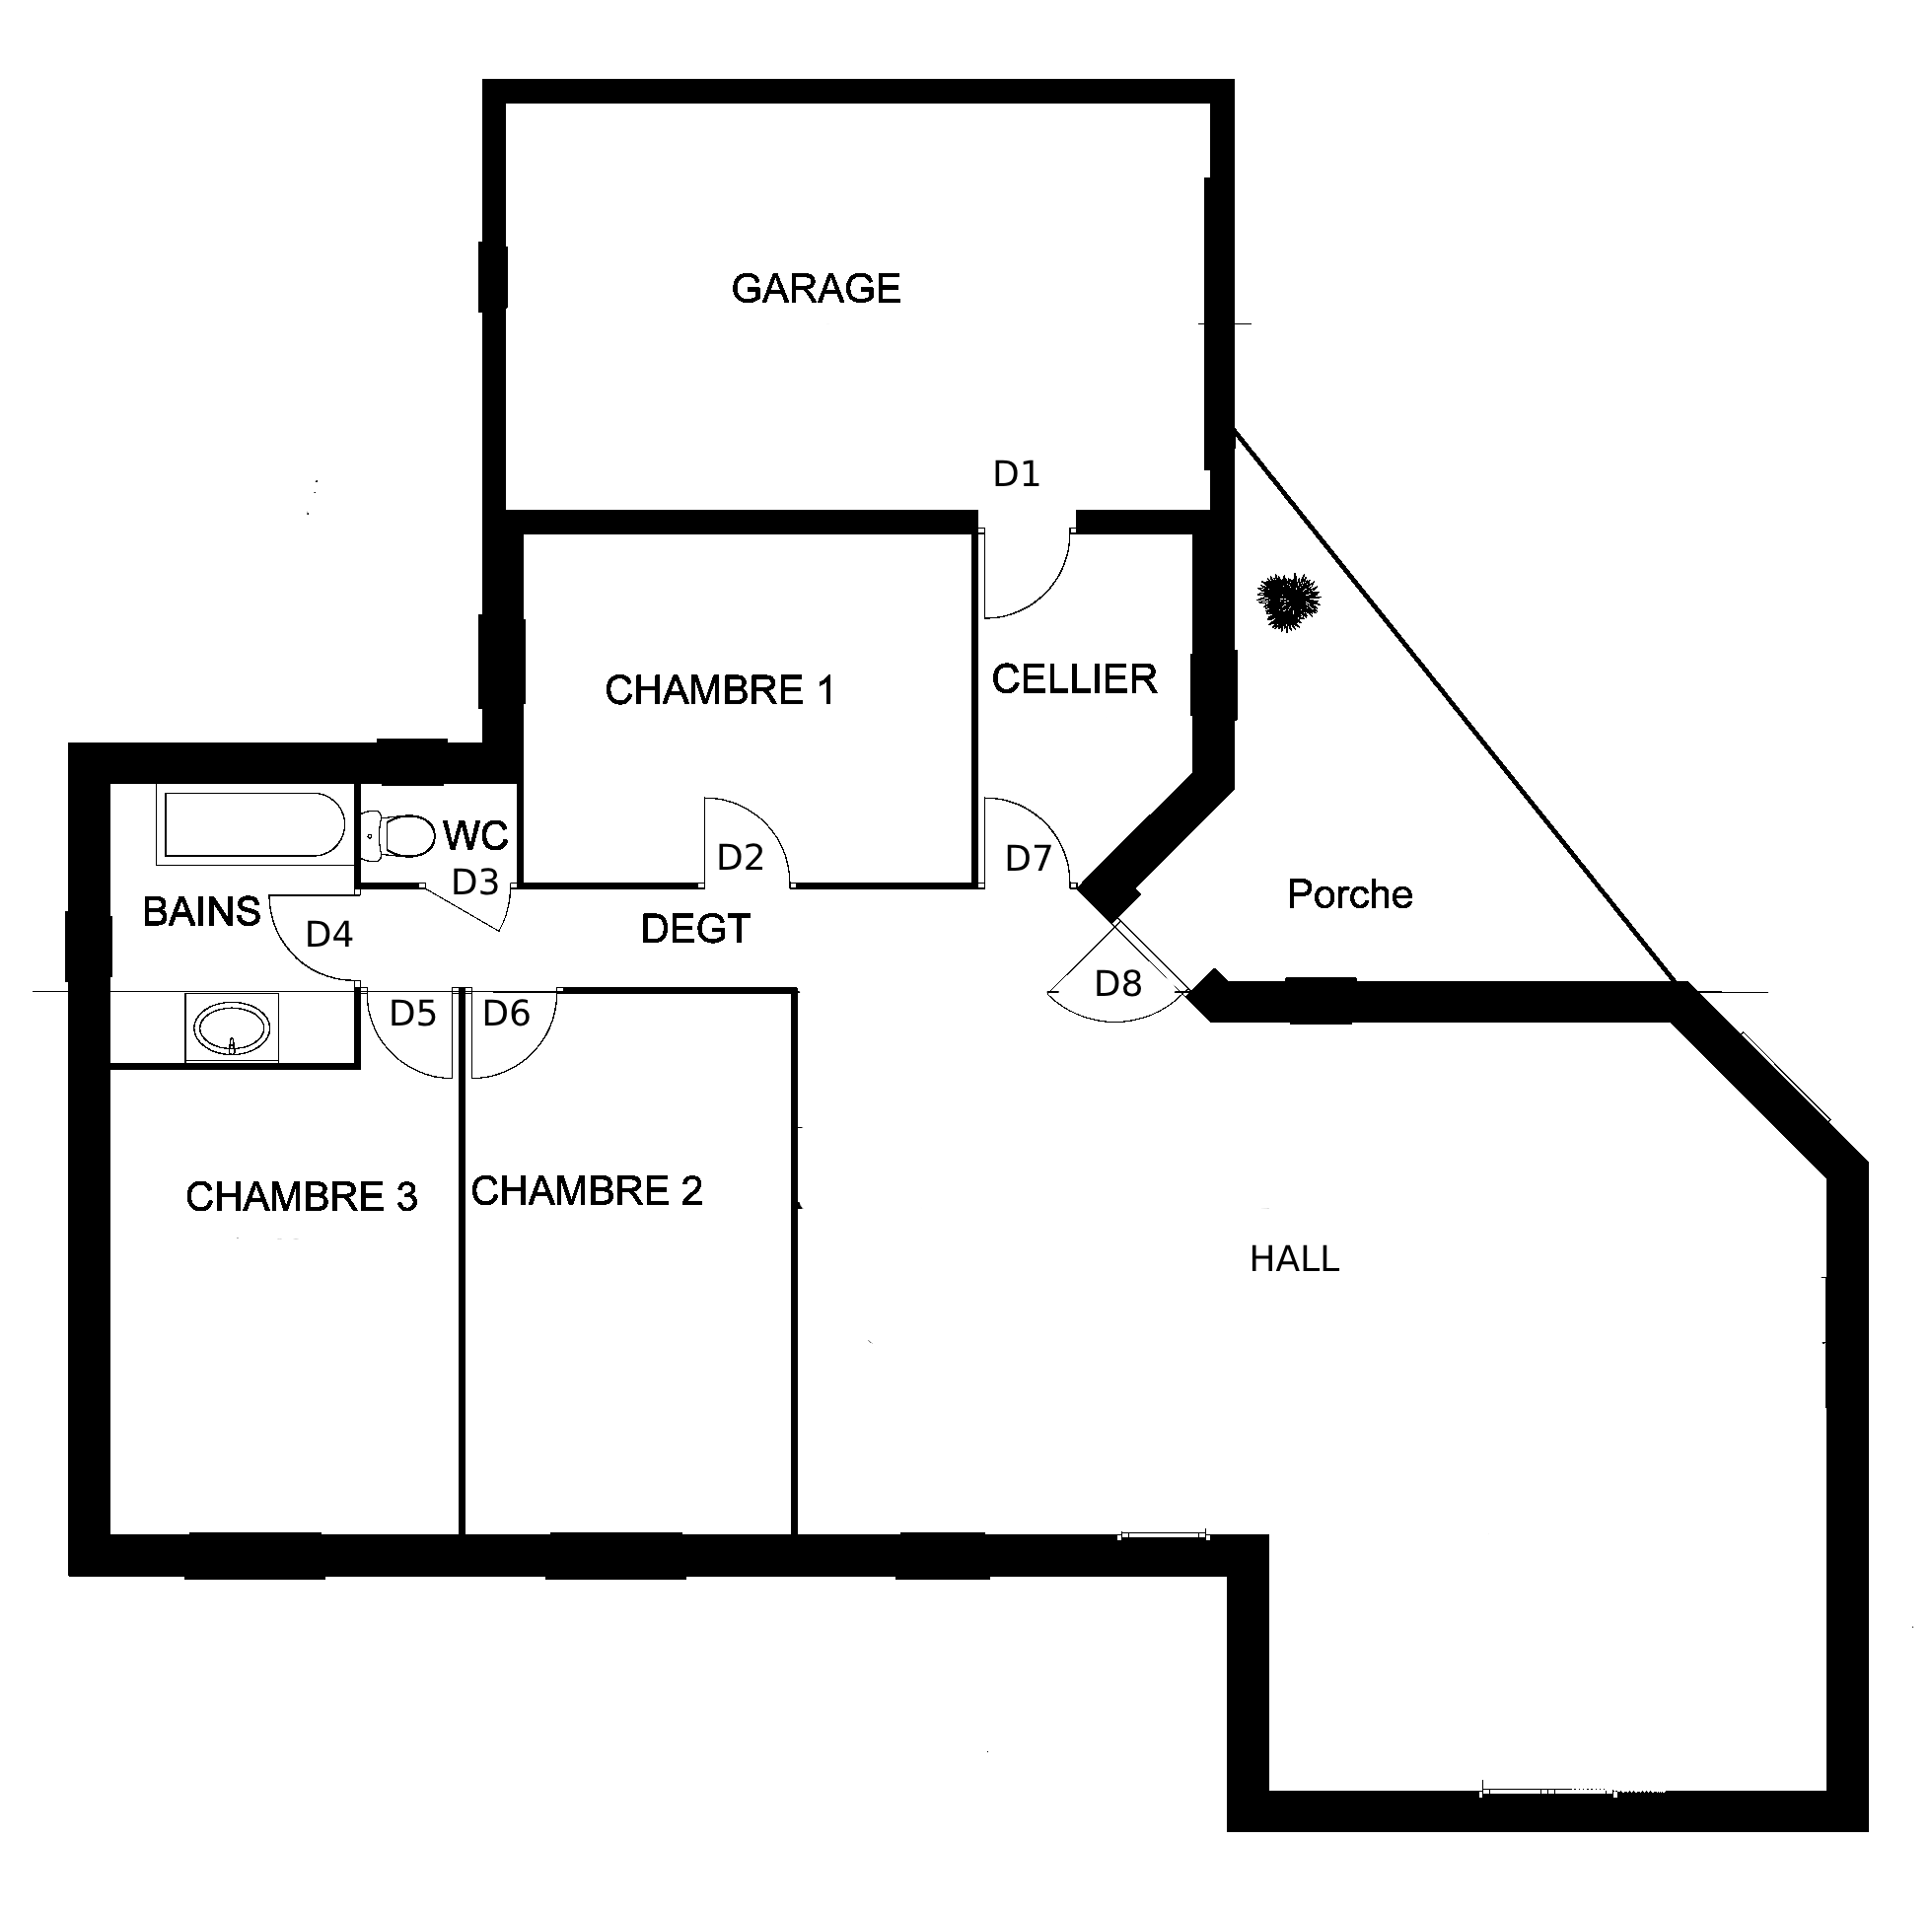 GARAGE
D1
CHAMBRE 1
CELLIER
WC
D2
D7
D3
BAINS
D4
DEGT
Porche
D8
D5
D6
CHAMBRE 3
CHAMBRE 2
HALL